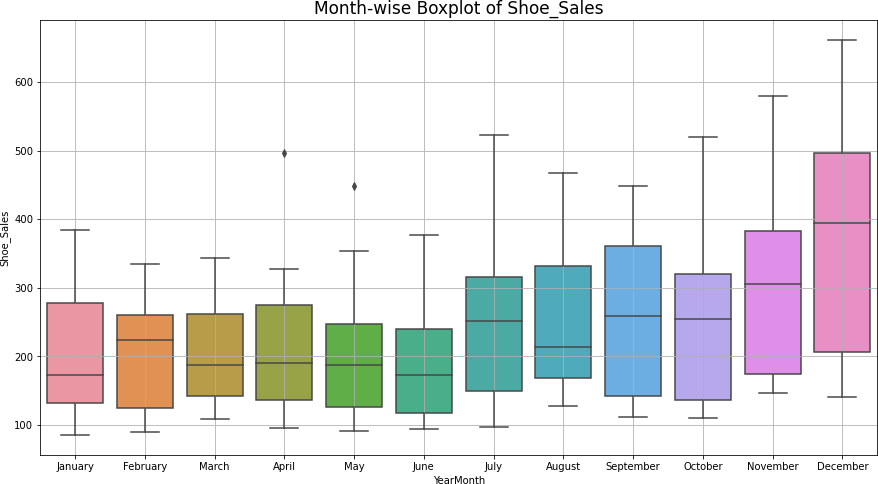 Month-wise Boxplot of Shoe_Sales
600
500
400
300
200
100
Shoe_Sales
January February March April May June July August September October November December
YearMonth